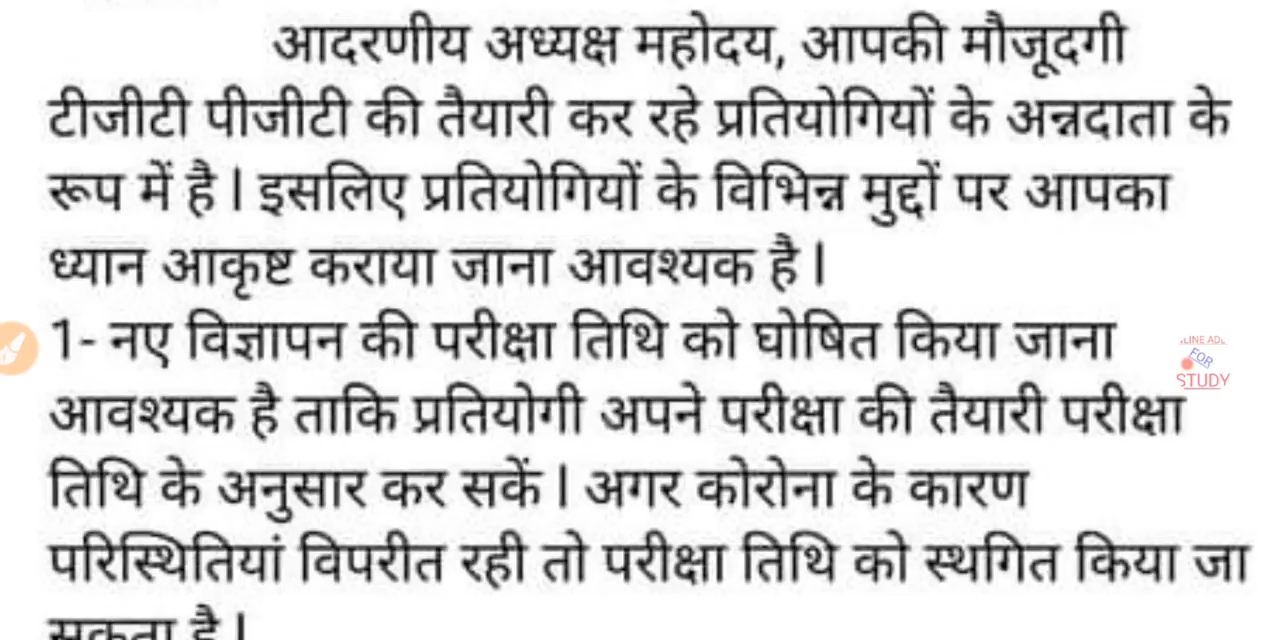 आदरणीय अध्यक्ष महोदय, आपकी मौजूदगी
टीजीटी पीजीटी की तैयारी कर रहे प्रतियोगियों के अन्नदाता के
रूप में है l इसलिए प्रतियोगियों के विभिन्न मुद्दों पर आपका
ध्यान आकृष्ट कराया जाना आवश्यक है l
1- नए विज्ञापन की परीक्षा तिथि को घोषित किया जाना
आवश्यक है ताकि प्रतियोगी अपने परीक्षा की तैयारी परीक्षा
तिथि के अनुसार कर सकें l अगर कोरोना के कारण
परिस्थितियां विपरीत रही तो परीक्षा तिथि को स्थगित किया जा
सकता है l
FOR
STUDY